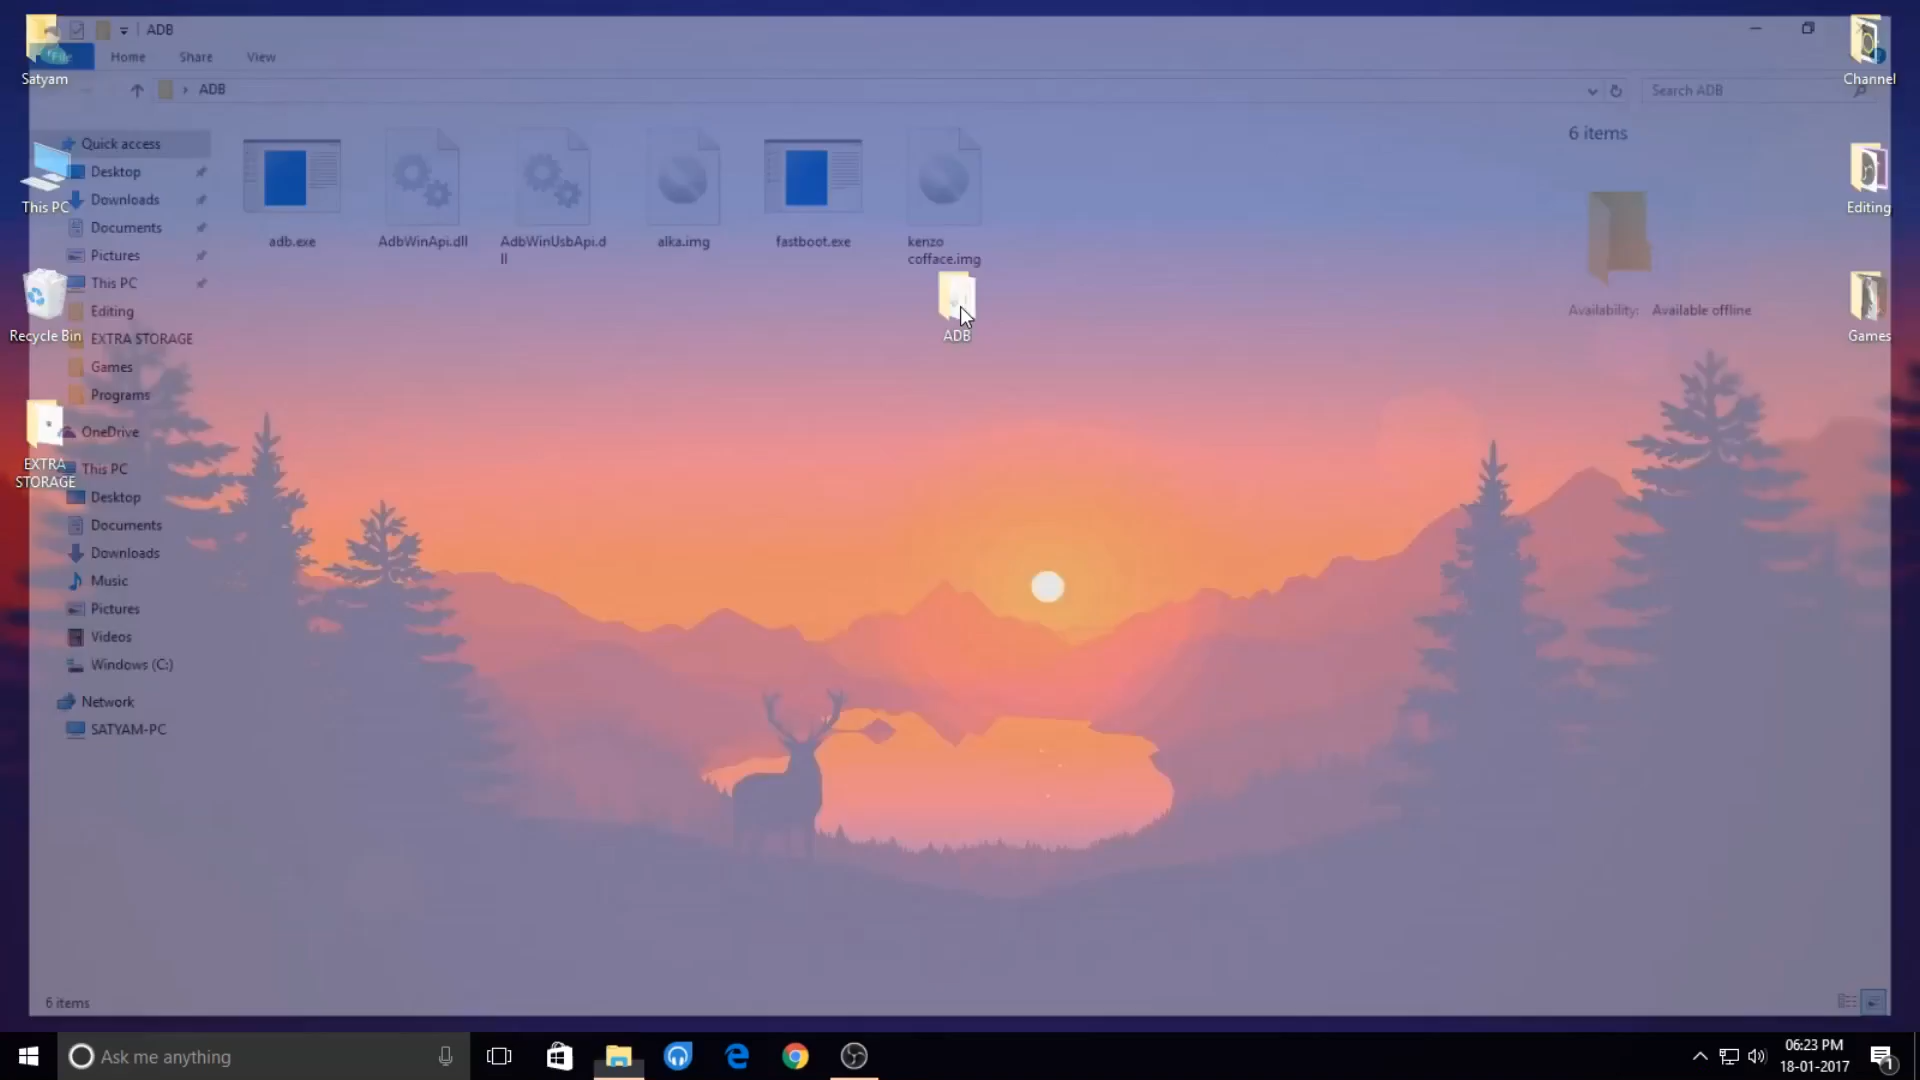 ADB
File
Home
Share
View
ADB
Search ADB
Satyam
This PC
Recycle Bin
EXTRA
STORAGE
Quick access
Desktop
Downloads
Documents
Pictures
This PC
Editing
EXTRA STORAGE
Games
Programs
OneDrive
This PC
Desktop
Documents
Downloads
Music
Pictures
Videos
Windows (C:)
Network
SATYAM-PC
adb.exe
AdbWinApi.dll
AdbWinUsbApi.d
ll
alka.img
fastboot.exe
kenzo
cofface.img
ADB
6 items
Availability: Available offline
Channel
Editing
Games
6 items
Ask me anything
06:23 PM
18-01-2017
1